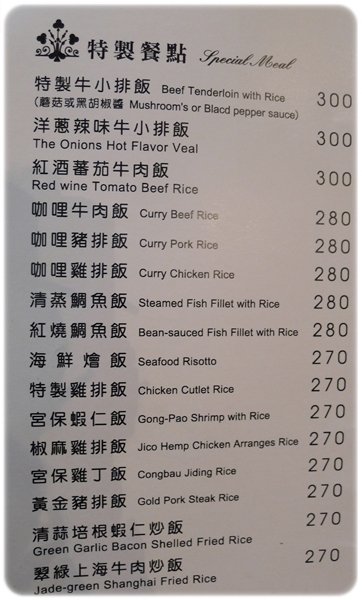 特製餐點 Special Meal
特製牛小排飯 Beef Tenderloin with Rice 300
(蘑菇或黑胡椒醬 Mushroom's or Blacd pepper sauce)
洋蔥辣味牛小排飯 300
The Onions Hot Flavor Veal
紅酒蕃茄牛肉飯 300
Red wine Tomato Beef Rice
咖哩牛肉飯 Curry Beef Rice 280
咖哩豬排飯 Curry Pork Rice 280
咖哩雞排飯 Curry Chicken Rice 280
清蒸鯛魚飯 Steamed Fish Fillet with Rice 280
紅燒鯛魚飯 Bean-sauced Fish Fillet with Rice 280
海鮮燴飯 Seafood Risotto 270
特製雞排飯 Chicken Cutlet Rice 270
宮保蝦仁飯 Gong-Pao Shrimp with Rice 270
椒麻雞排飯 Jico Hemp Chicken Arranges Rice 270
宮保雞丁飯 Congbau Jiding Rice 270
黃金豬排飯 Gold Pork Steak Rice 270
清蒜培根蝦仁炒飯 270
Green Garlic Bacon Shelled Fried Rice
翠綠上海牛肉炒飯
Jade-green Shanghai Fried Rice